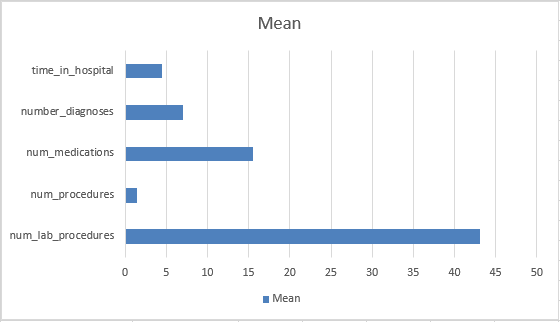 Mean
time_in_hospital
number_diagnoses
num_medications
num_procedures
num_lab_procedures
0 5 10 15 20 25 30 35 40 45 50
Mean